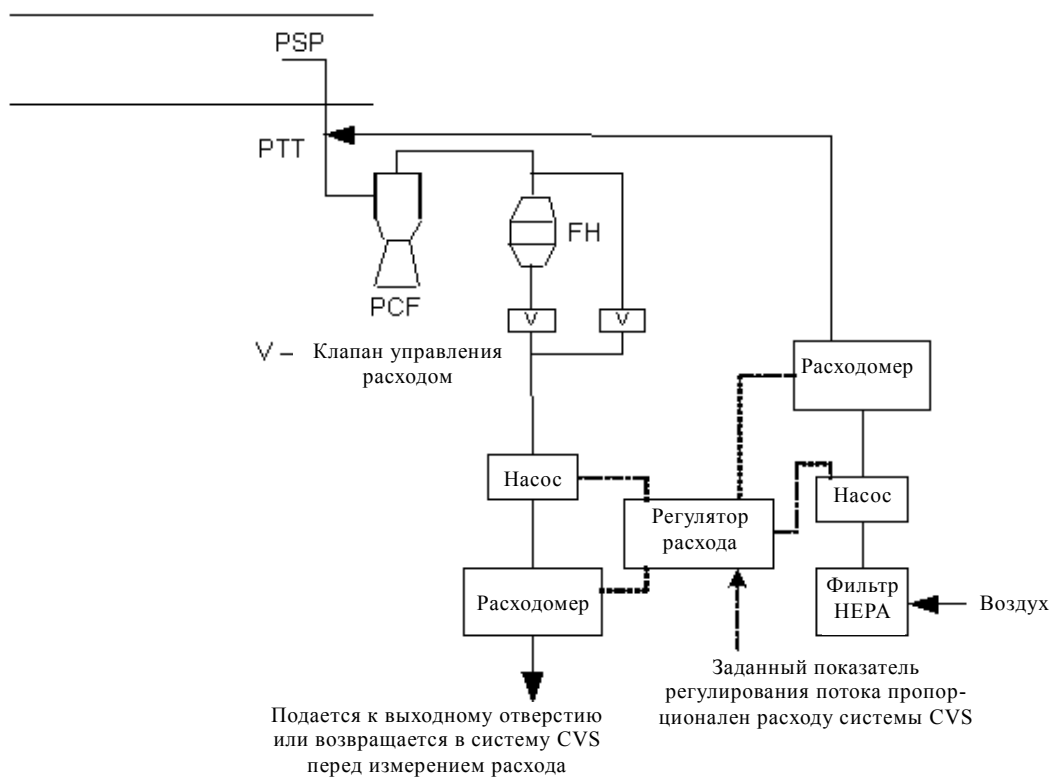 PSP
PTT
FH
PCF
V
V
V – Клапан управления
расходом
Расходомер
Насос
Насос
Регулятор
расхода
Расходомер
Фильтр
HEPA
Воздух
Заданный показатель
регулирования потока пропор-
ционален расходу системы CVS
Подается к выходному отверстию
или возвращается в систему CVS
перед измерением расхода